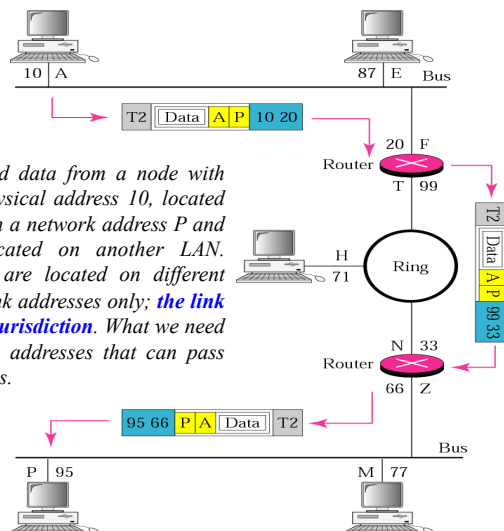 10 A
87 E
Bus
T2 Data A P 10 20
20 F
Router
T 99
d data from a node with
ysical address 10, located
n a network address P and
cated on another LAN.
are located on different
nk addresses only; the link
urisdiction. What we need
addresses that can pass
s.
T2 Data A P 99 33
H
71
Ring
N 33
Router
66 Z
95 66 P A Data T2
Bus
P 95
M 77